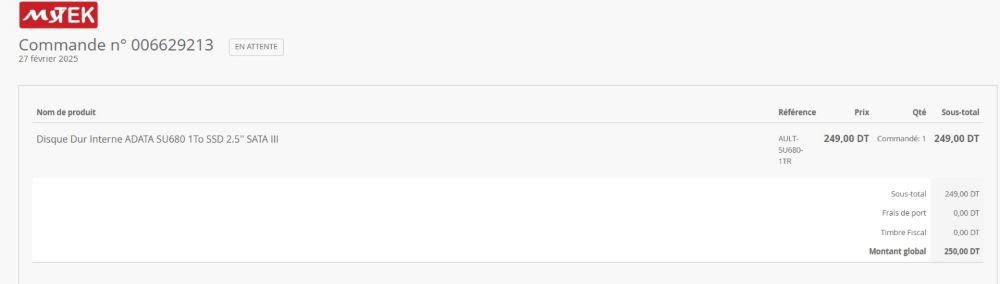 MYTEK
Commande n° 006629213 EN ATTENTE
27 février 2025
Nom de produit Référence Prix Qté Sous-total
Disque Dur Interne ADATA SU680 1To SSD 2.5" SATA III AULT-SU680-1TR 249,00 DT Commandé: 1 249,00 DT
Sous-total 249,00 DT
Frais de port 0,00 DT
Timbre Fiscal 0,00 DT
Montant global 250,00 DT